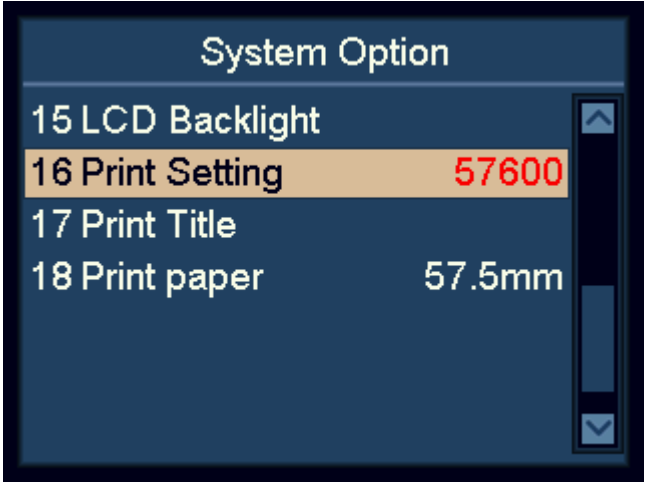 System Option
15 LCD Backlight
16 Print Setting 57600
17 Print Title
18 Print paper 57.5mm